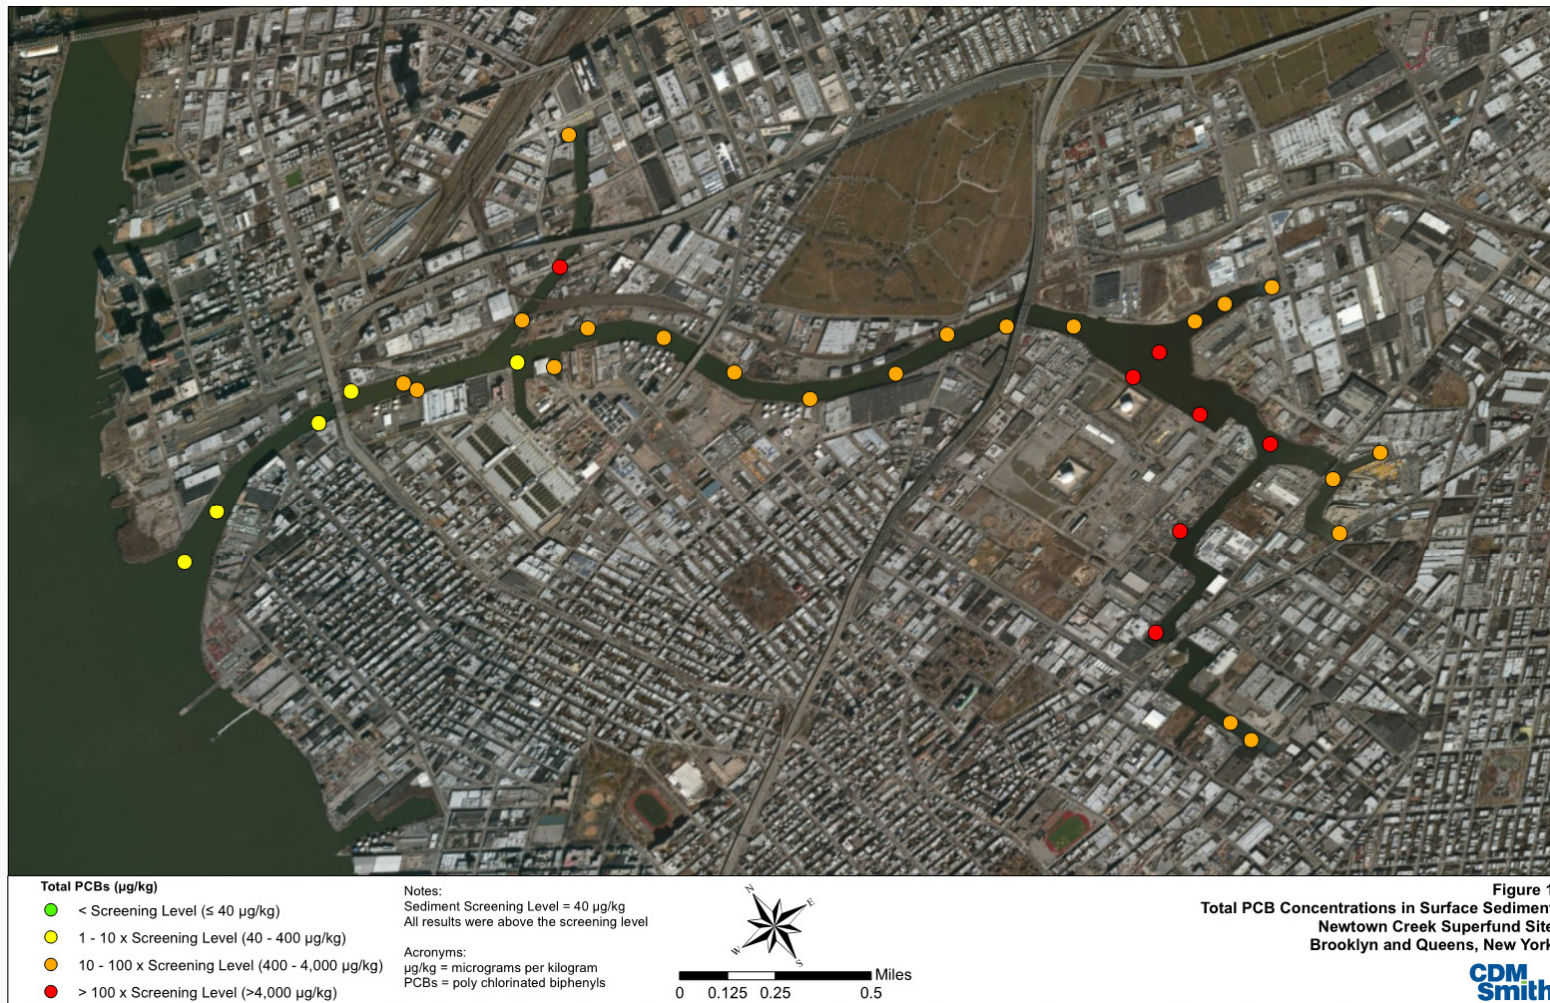 Total PCBs (µg/kg)
< Screening Level (≤ 40 µg/kg)
1 - 10 x Screening Level (40 - 400 µg/kg)
10 - 100 x Screening Level (400 - 4,000 µg/kg)
> 100 x Screening Level (>4,000 µg/kg)
Notes:
Sediment Screening Level = 40 µg/kg
All results were above the screening level
Acronyms:
µg/kg = micrograms per kilogram
PCBs = poly chlorinated biphenyls
N
E
W
S
Miles
0 0.125 0.25 0.5
Figure 1
Total PCB Concentrations in Surface Sediment
Newtown Creek Superfund Site
Brooklyn and Queens, New York
CDM
Smith